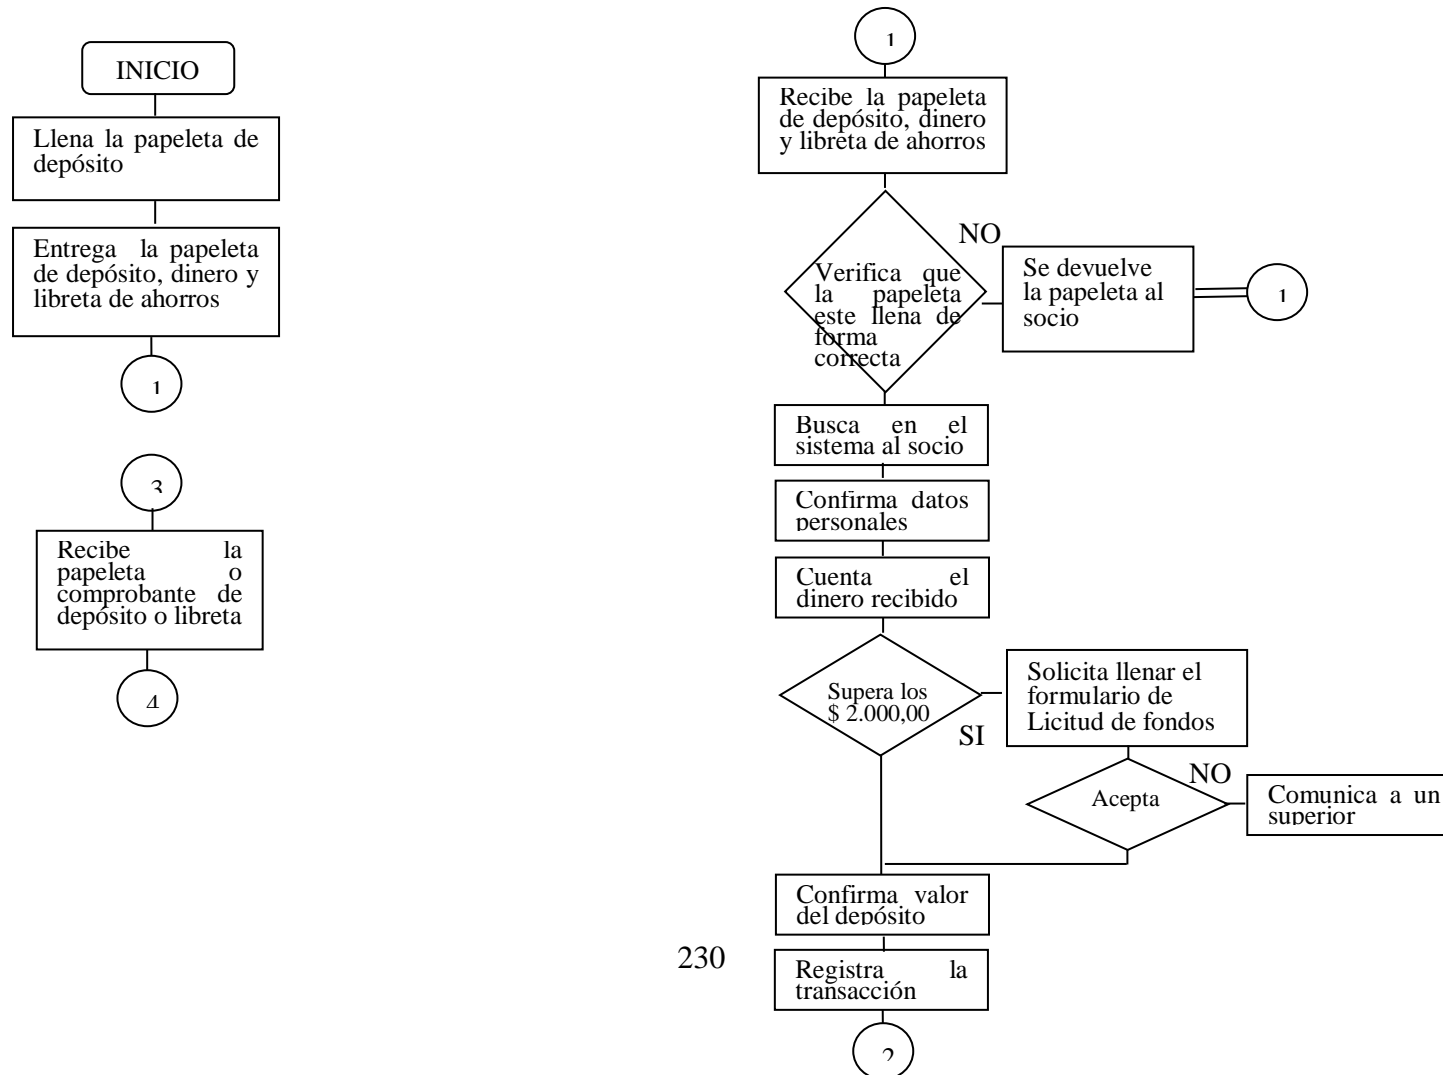 INICIO
Llena la papeleta de
depósito
Entrega la papeleta
de depósito, dinero y
libreta de ahorros
1
3
Recibe la
papeleta o
comprobante de
depósito o libreta
4
1
Recibe la papeleta
de depósito, dinero
y libreta de ahorros
Verifica que
la papeleta
este llena de
forma
correcta
NO
Se devuelve
la papeleta al
socio
1
Busca en el
sistema al socio
Confirma datos
personales
Cuenta el
dinero recibido
Supera los
$ 2.000,00
SI
Solicita llenar el
formulario de
Licitud de fondos
Acepta
NO
Comunica a un
superior
Confirma valor
del depósito
Registra la
transacción
2
230